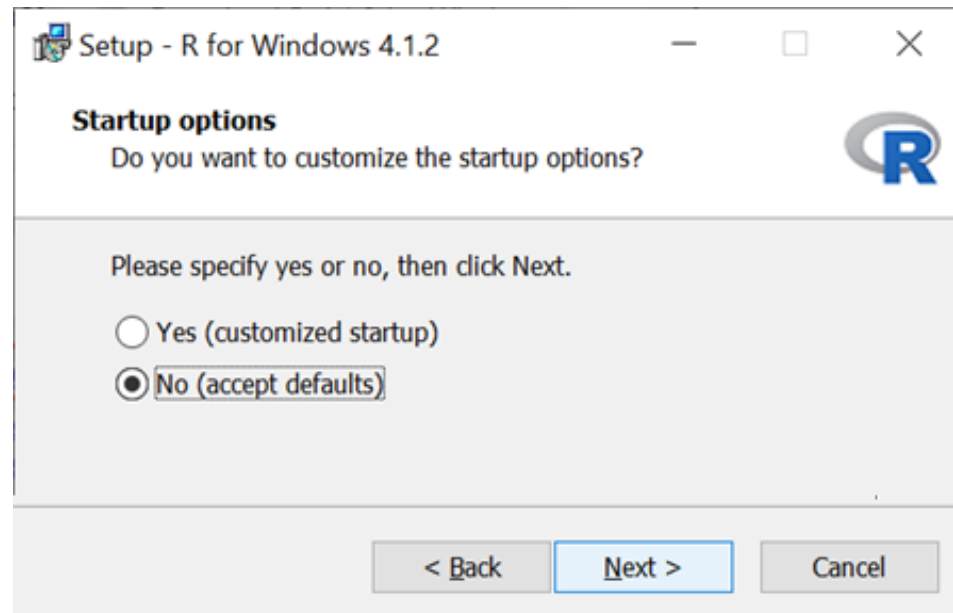 Setup - R for Windows 4.1.2
Startup options
Do you want to customize the startup options?
R
Please specify yes or no, then click Next.
Yes (customized startup)
No (accept defaults)
< Back
Next >
Cancel